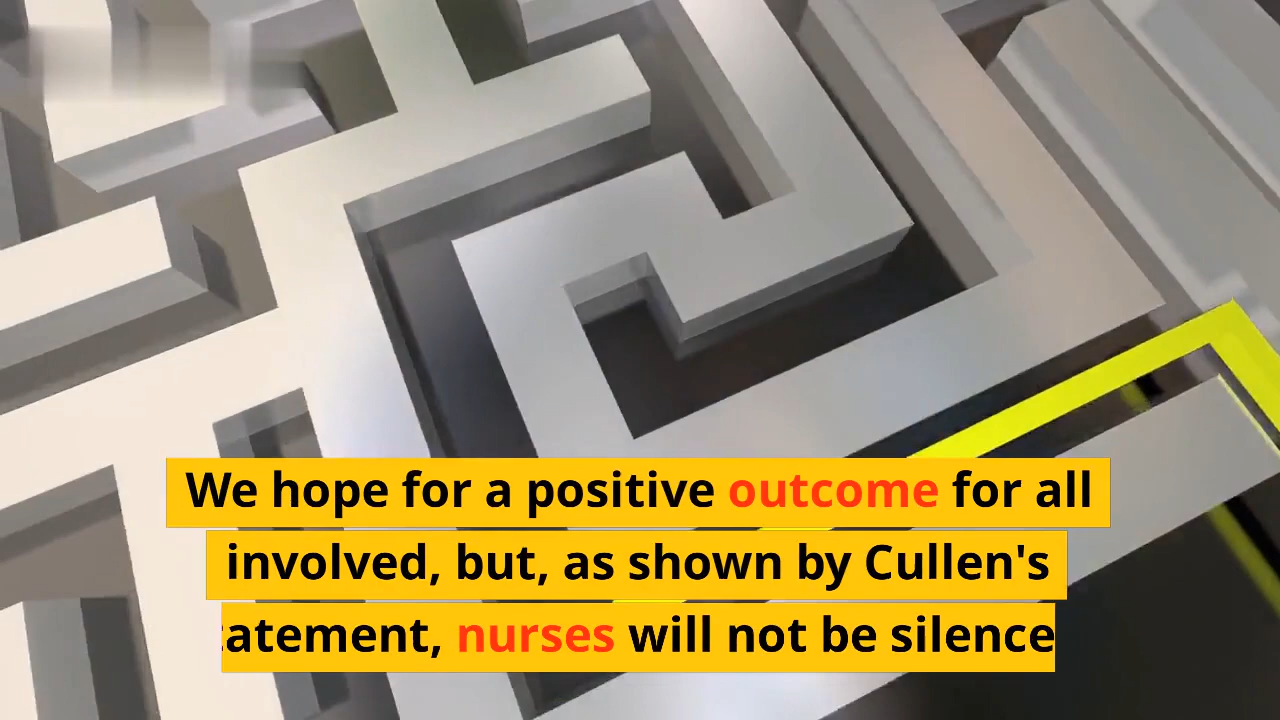 We hope for a positive outcome for all
involved, but, as shown by Cullen's
atement, nurses will not be silence